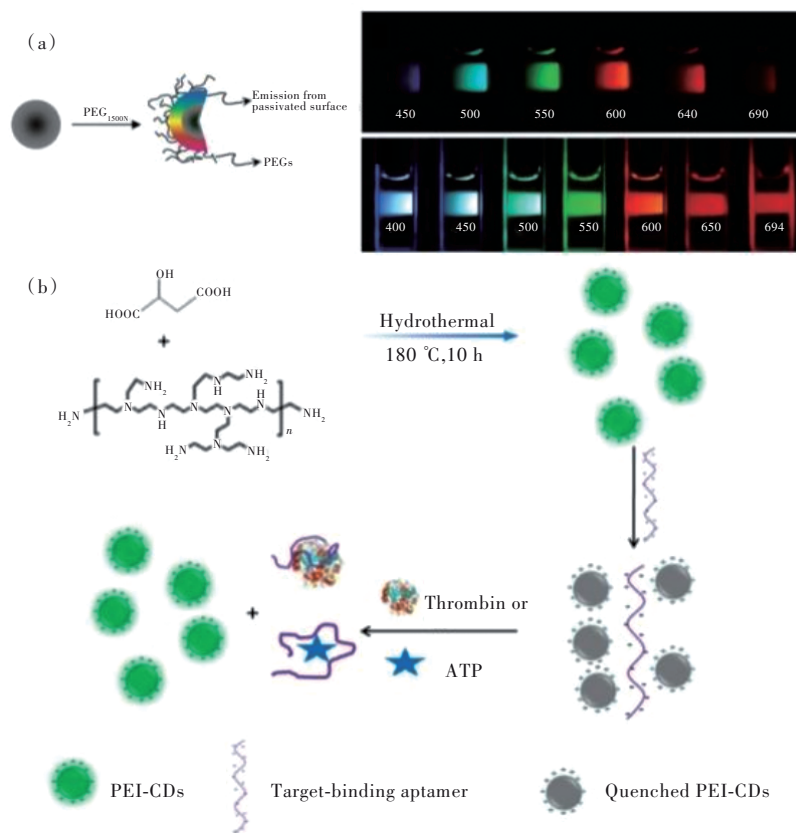 (a)
PEG1500N
Emission from
passivated surface
PEGs
450 500 550 600 640 690
400 450 500 550 600 650 694
(b)
OH
HOOC COOH
+
NH2
N
H
NH2
H2N
N
N
H
N
N
H
N
NH2
n
H2N
N
NH2
Hydrothermal
180 ℃,10 h
+
Thrombin or
ATP
PEI-CDs
Target-binding aptamer
Quenched PEI-CDs